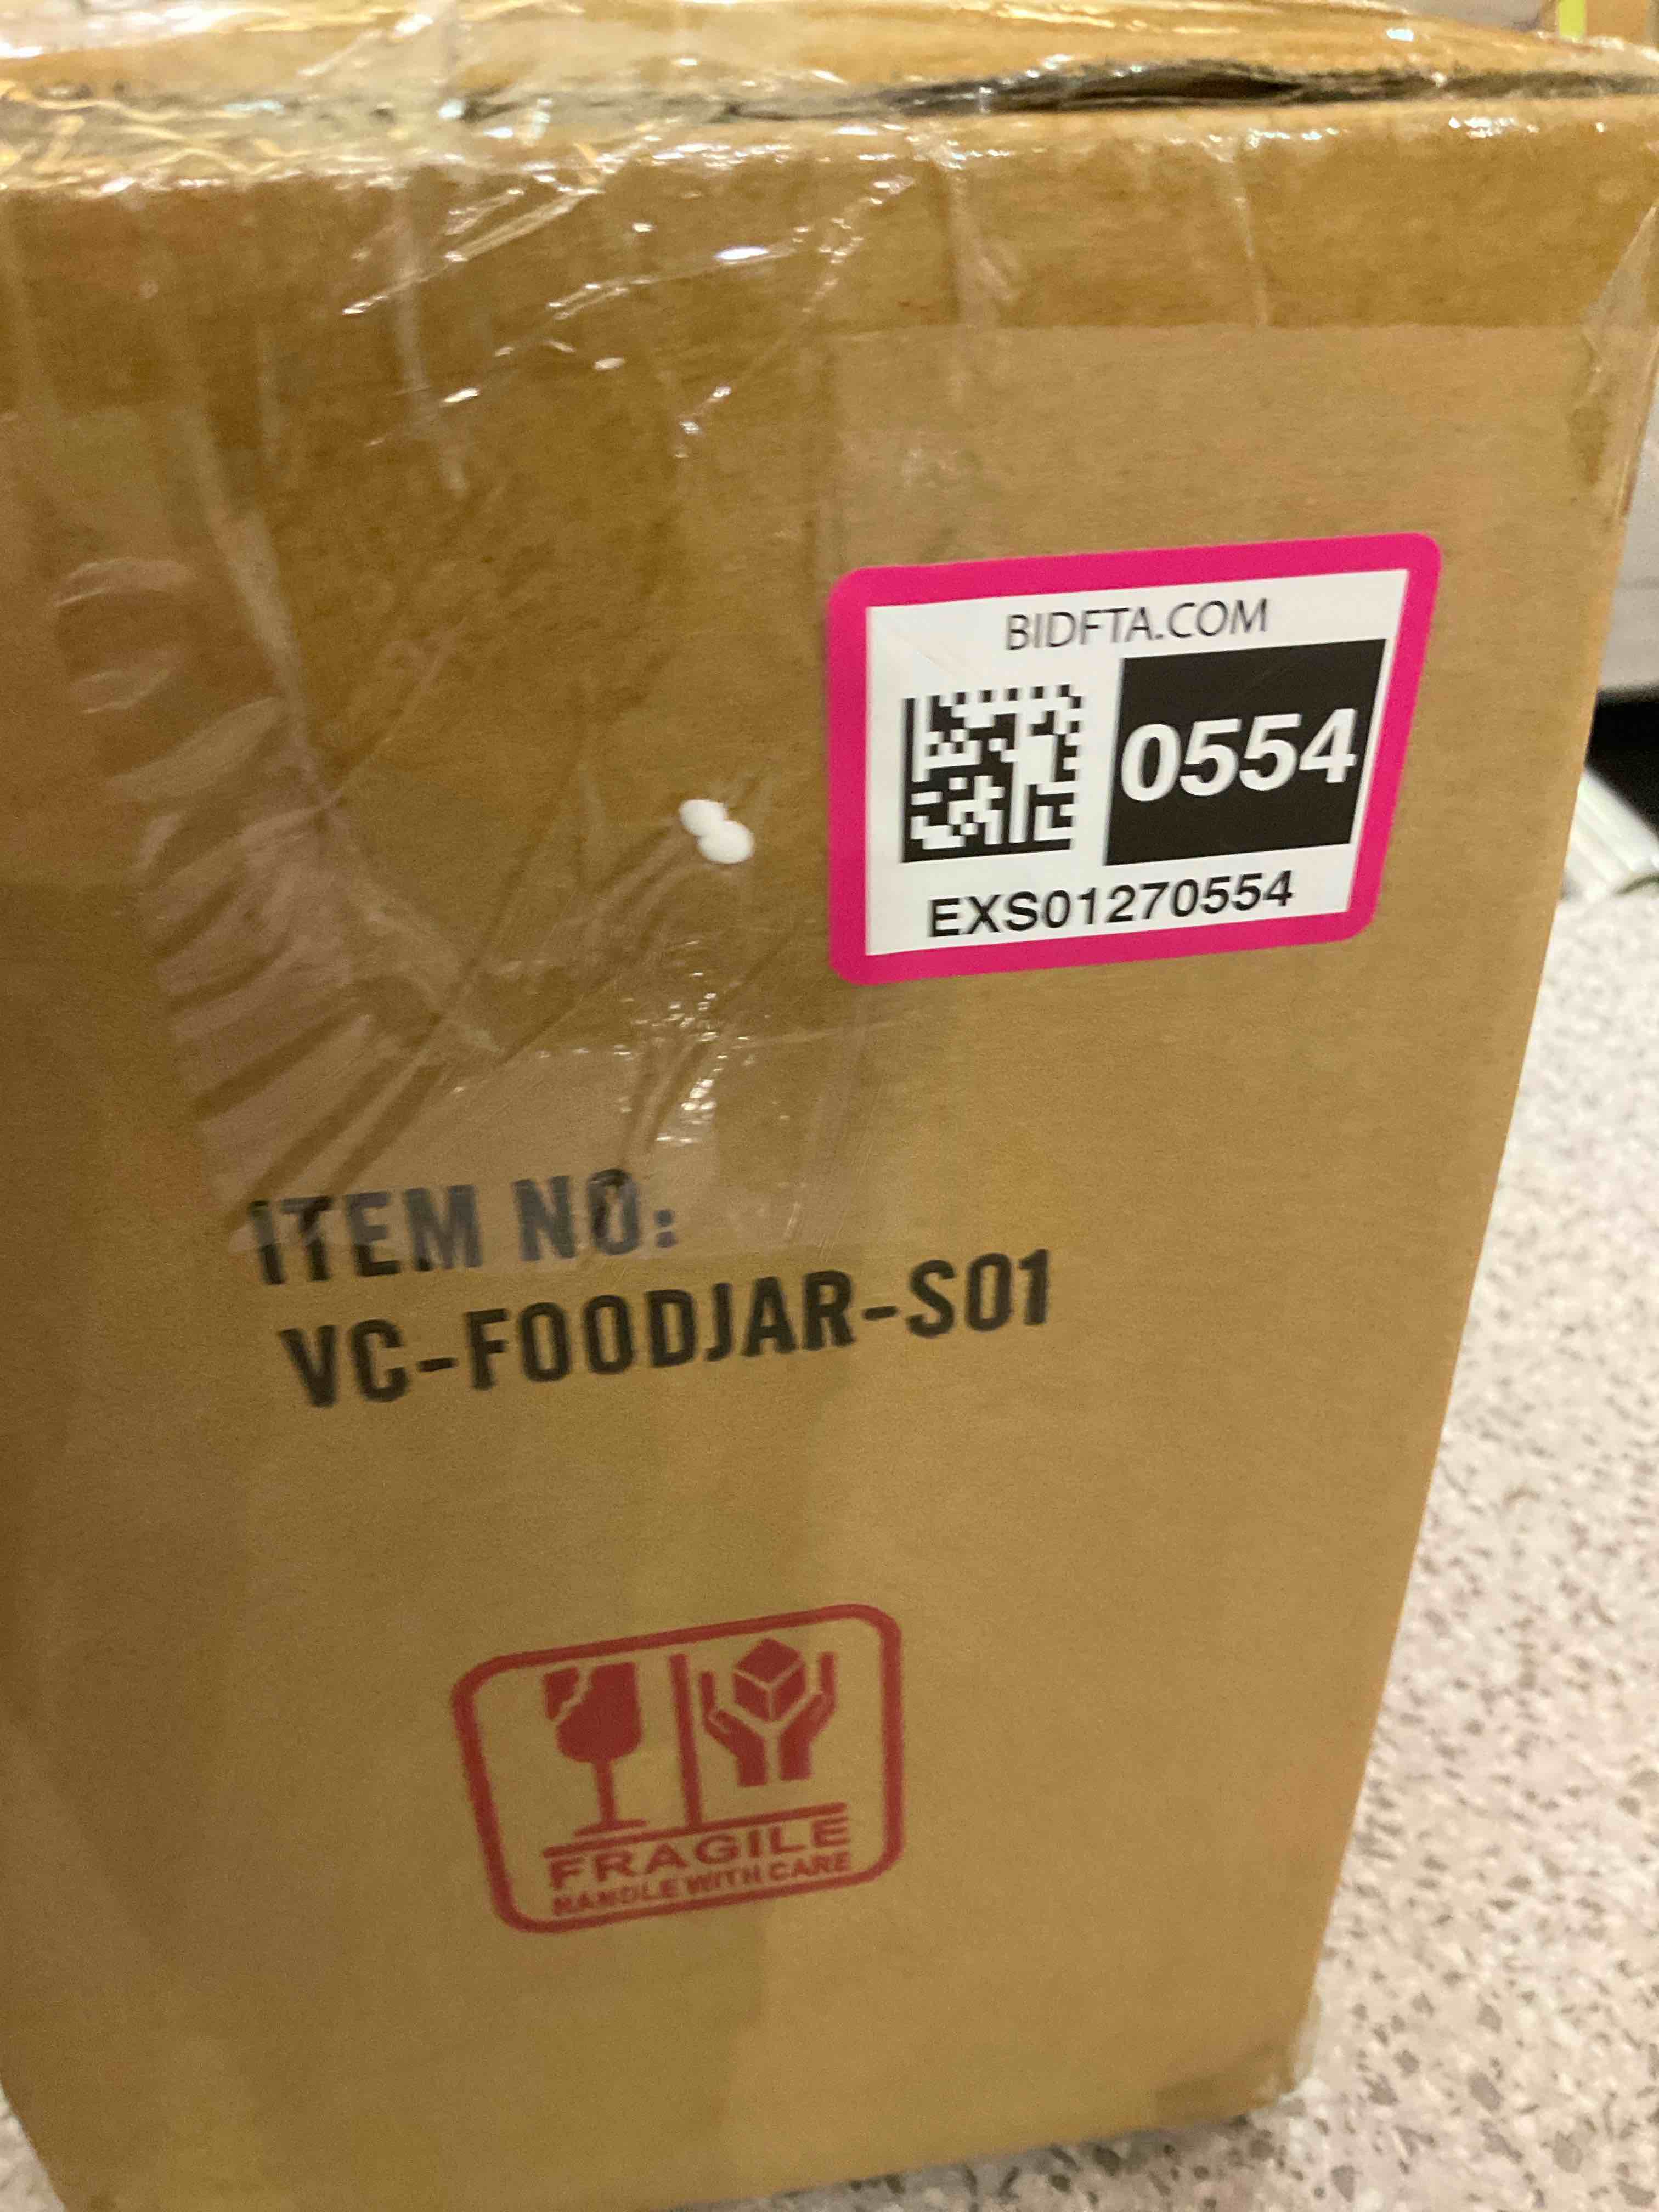 BIDFTA.COM
0554
EXS01270554
ITEM NO:
VC-FOODJAR-S01
FRAGILE
HANDLE WITH CARE